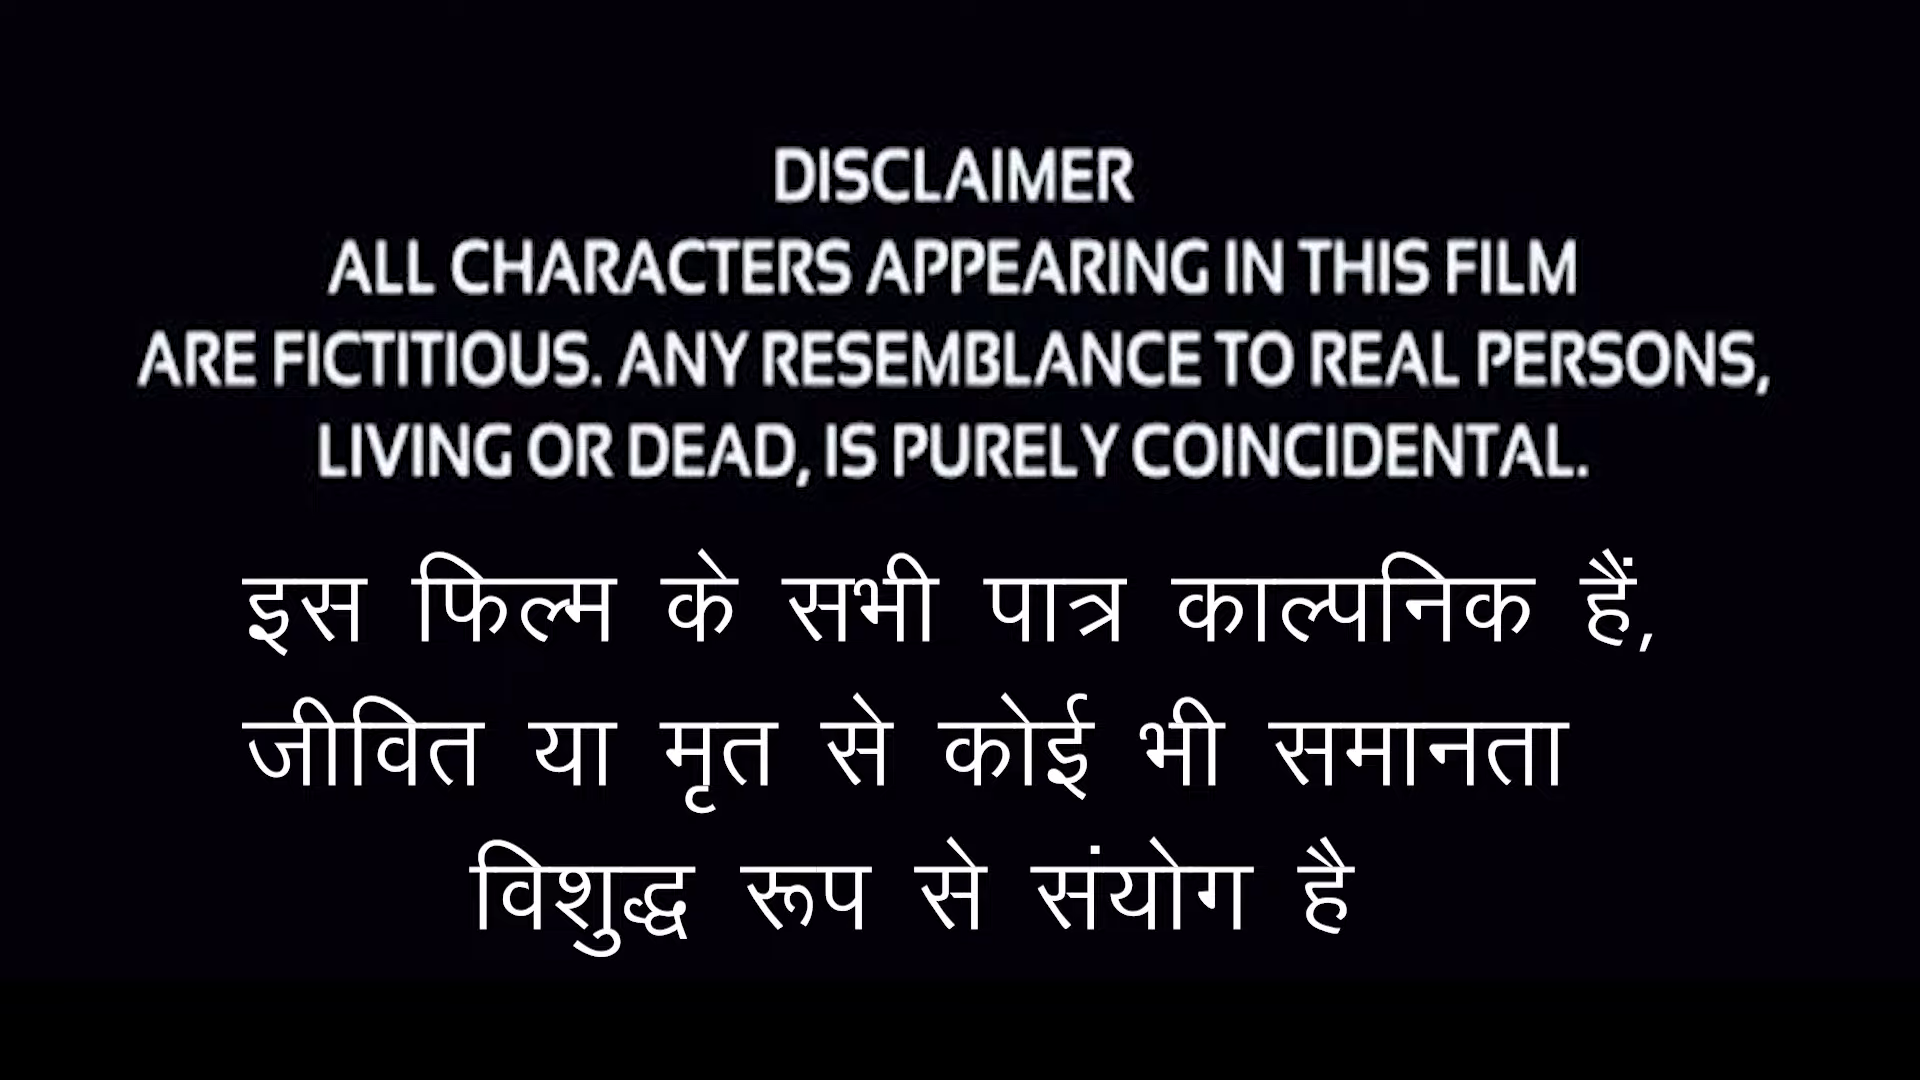 DISCLAIMER
ALL CHARACTERS APPEARING IN THIS FILM
ARE FICTITIOUS. ANY RESEMBLANCE TO REAL PERSONS,
LIVING OR DEAD, IS PURELY COINCIDENTAL.
इस फिल्म के सभी पात्र काल्पनिक हैं,
जीवित या मृत से कोई भी समानता
विशुद्ध रूप से संयोग है